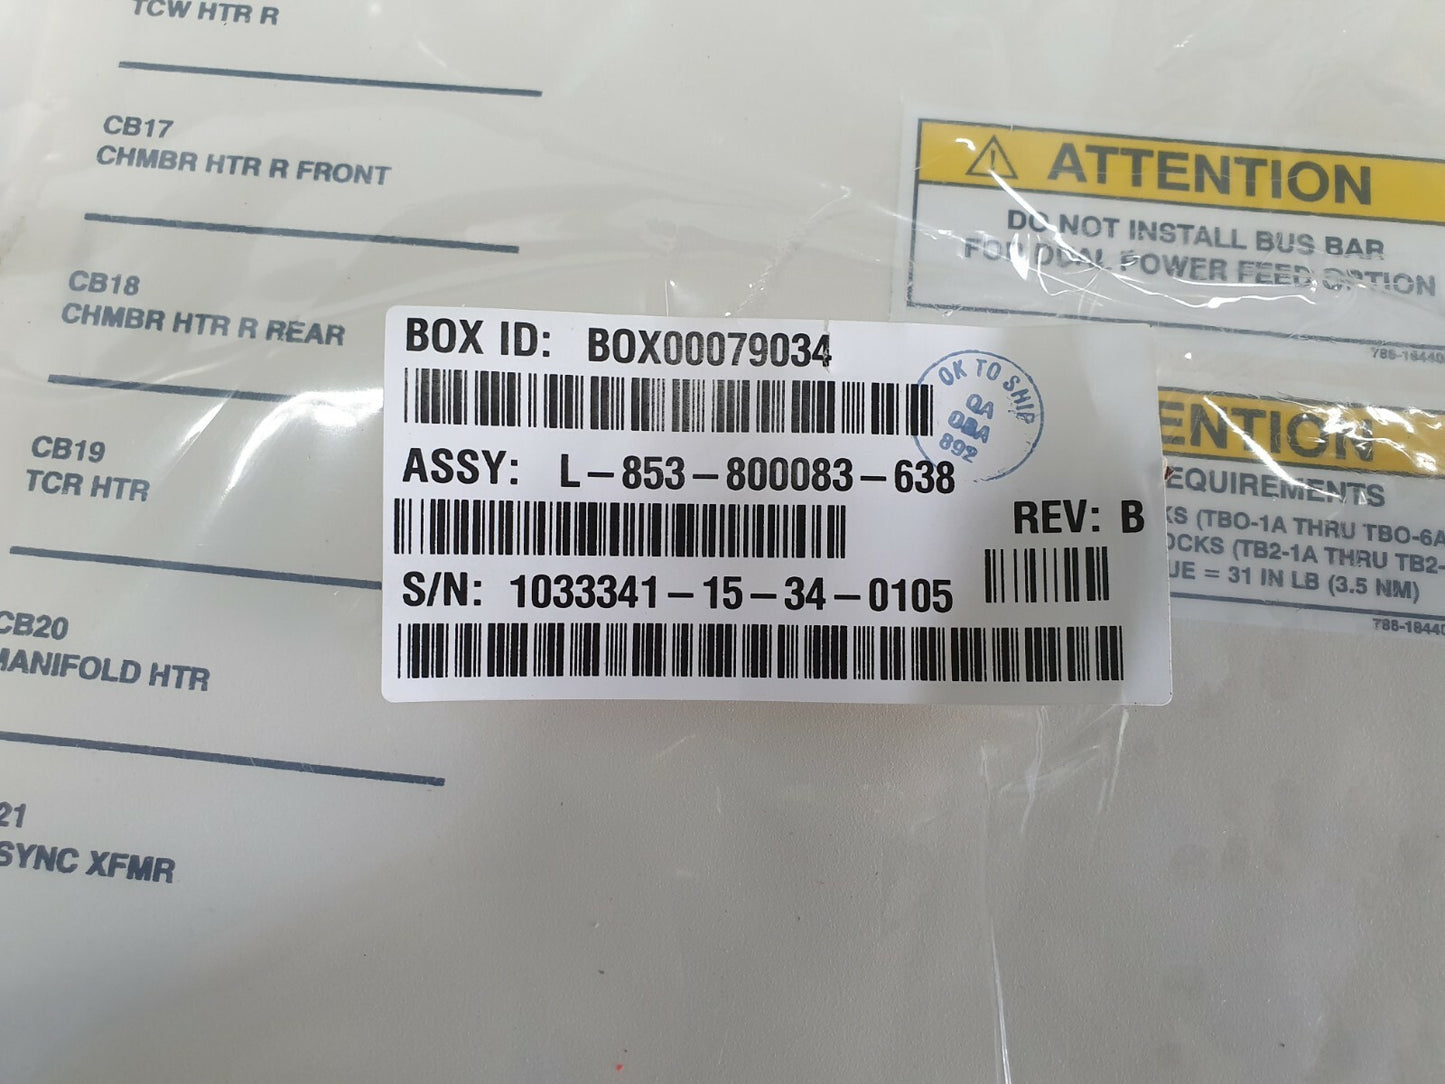 TCW HTR R
CB17
CHMBR HTR R FRONT
CB18
CHMBR HTR R REAR
CB19
TCR HTR
CB20
MANIFOLD HTR
21
SYNC XFMR
BOX ID: BOX00079034
OK TO SHIP
QA
892
ASSY: L-853-800083-638
REV: B
S/N: 1033341-15-34-0105
ATTENTION
DO NOT INSTALL BUS BAR
FOR DUAL POWER FEED OPTION
ENTION
EQUIREMENTS
KS (TBO-1A THRU TBO-6A
OCKS (TB2-1A THRU TB2-
UE = 31 IN LB (3.5 NM)